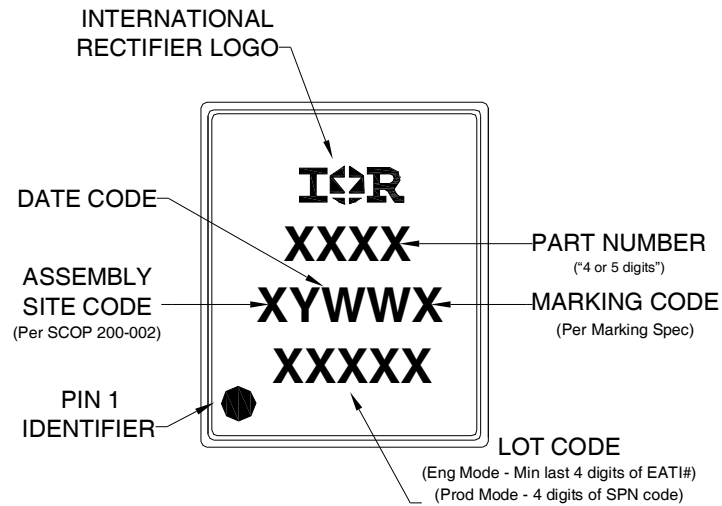 INTERNATIONAL
RECTIFIER LOGO
IOR
DATE CODE
XXXX
PART NUMBER
("4 or 5 digits")
ASSEMBLY
SITE CODE
(Per SCOP 200-002)
XYWWX
MARKING CODE
(Per Marking Spec)
XXXXX
PIN 1
IDENTIFIER
LOT CODE
(Eng Mode - Min last 4 digits of EATI#)
(Prod Mode - 4 digits of SPN code)